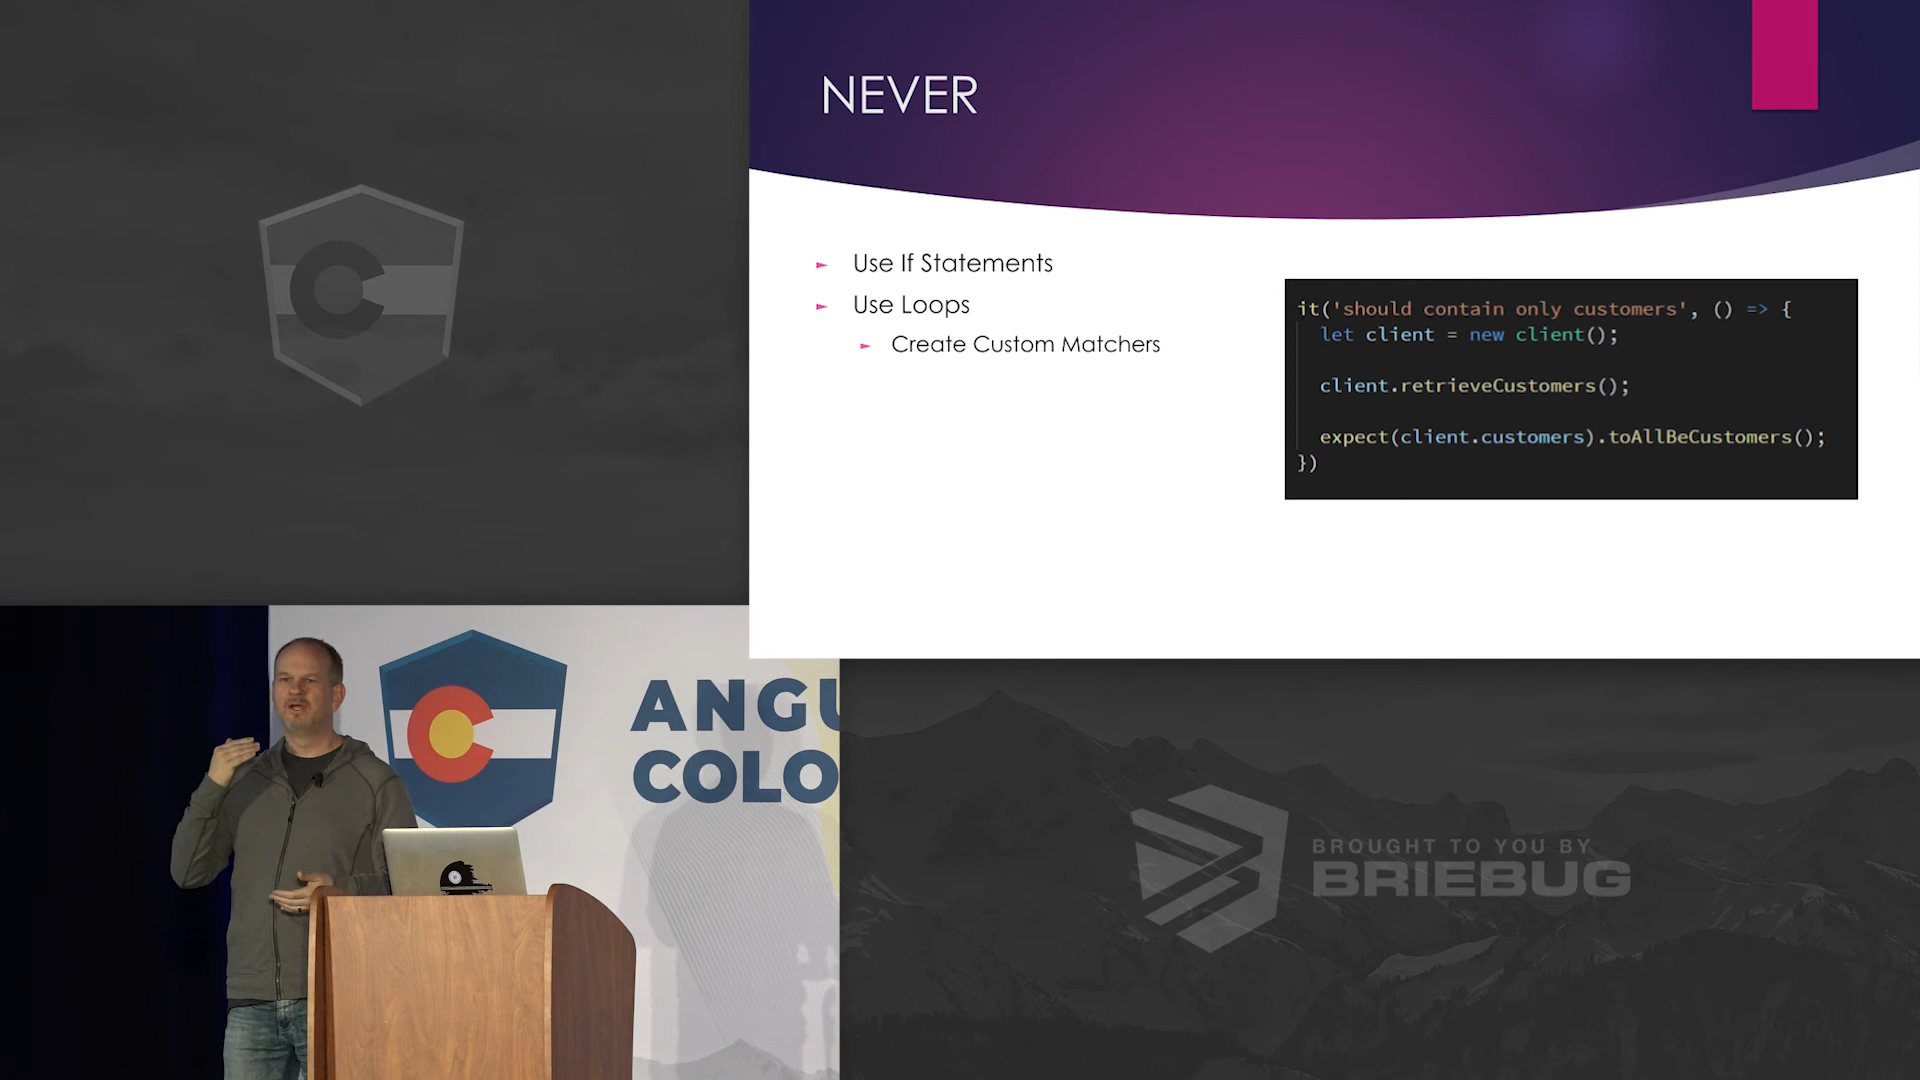 NEVER
Use If Statements
Use Loops
Create Custom Matchers
it('should contain only customers', () => {
let client = new client();
client.retrieveCustomers();
expect(client.customers).toAllBeCustomers();
})
ANGU
COLO
BROUGHT TO YOU BY
BRIEBUG